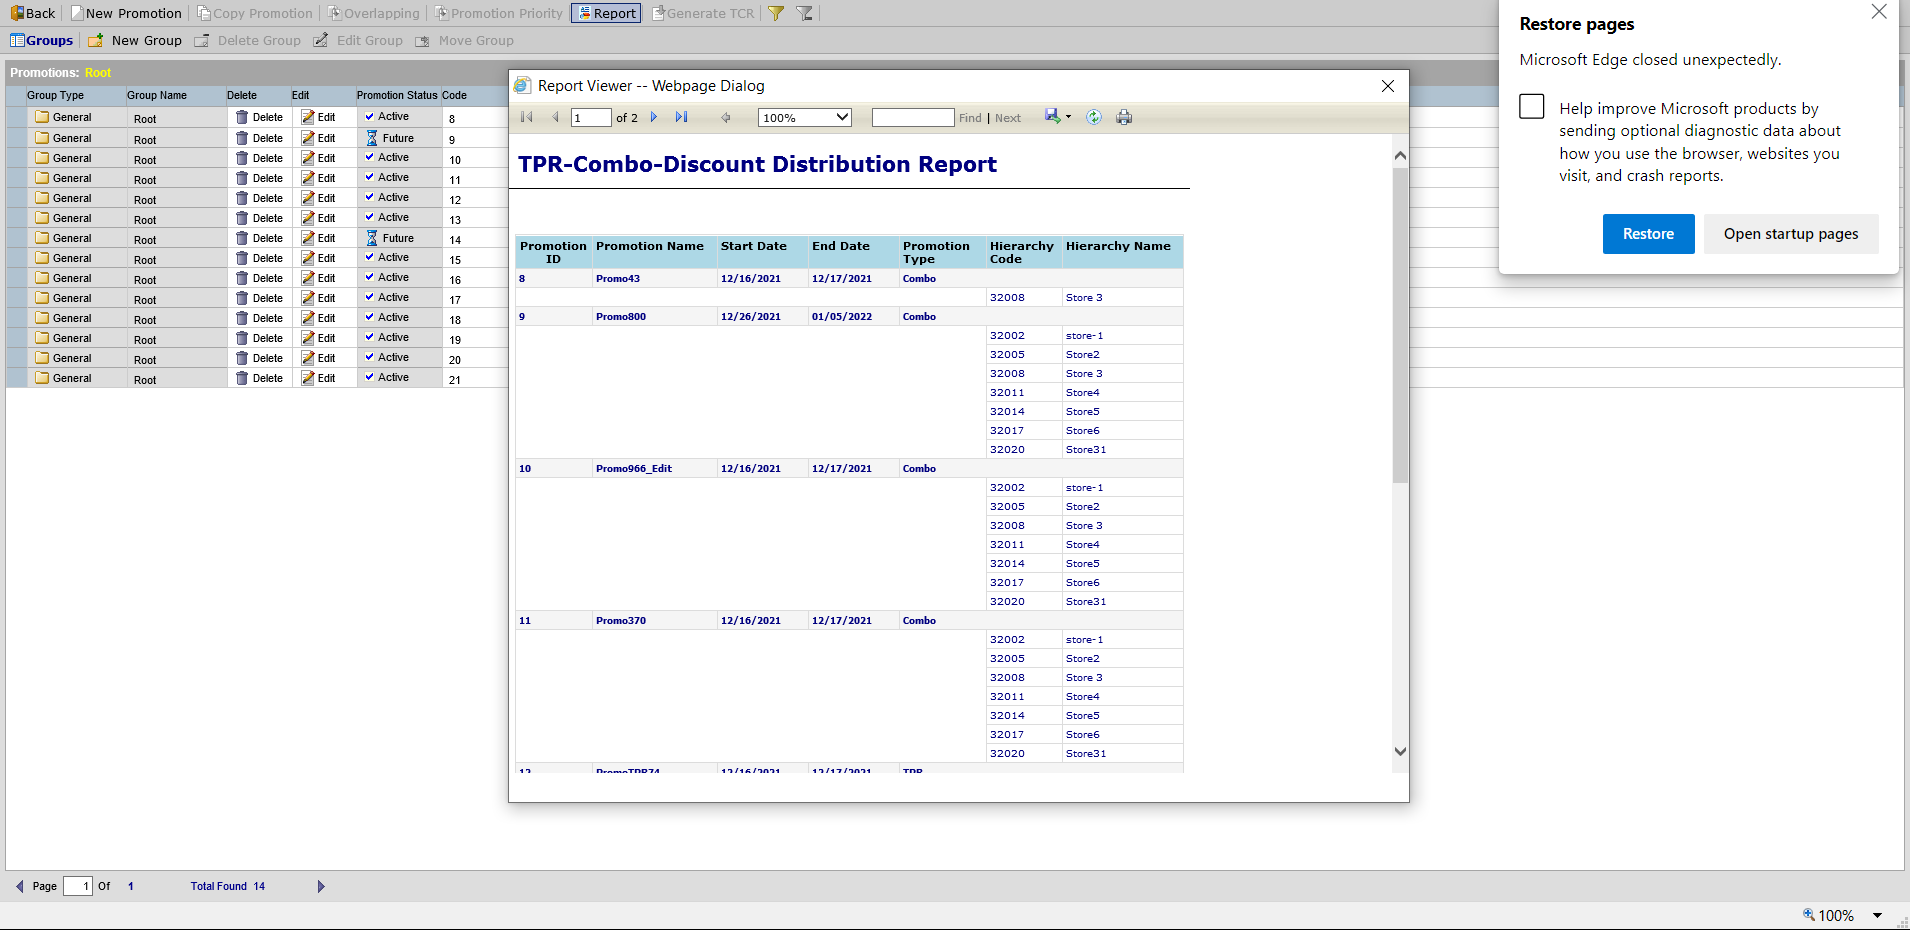 Back New Promotion Copy Promotion Overlapping Promotion Priority Report Generate TCR
Groups New Group Delete Group Edit Group Move Group
Promotions: Root
Group Type Group Name Delete Edit Promotion Status Code
General Root Delete Edit Active 8
General Root Delete Edit Future 9
General Root Delete Edit Active 10
General Root Delete Edit Active 11
General Root Delete Edit Active 12
General Root Delete Edit Active 13
General Root Delete Edit Future 14
General Root Delete Edit Active 15
General Root Delete Edit Active 16
General Root Delete Edit Active 17
General Root Delete Edit Active 18
General Root Delete Edit Active 19
General Root Delete Edit Active 20
General Root Delete Edit Active 21
Report Viewer -- Webpage Dialog
1 of 2 100% Find | Next
TPR-Combo-Discount Distribution Report
Promotion ID Promotion Name Start Date End Date Promotion Type Hierarchy Code Hierarchy Name
8 Promo43 12/16/2021 12/17/2021 Combo
32008 Store 3
9 Promo800 12/26/2021 01/05/2022 Combo
32002 store-1
32005 Store2
32008 Store 3
32011 Store4
32014 Store5
32017 Store6
32020 Store31
10 Promo966_Edit 12/16/2021 12/17/2021 Combo
32002 store-1
32005 Store2
32008 Store 3
32011 Store4
32014 Store5
32017 Store6
32020 Store31
11 Promo370 12/16/2021 12/17/2021 Combo
32002 store-1
32005 Store2
32008 Store 3
32011 Store4
32014 Store5
32017 Store6
32020 Store31
12 PromoTPR74 12/16/2021 12/17/2021 TPR
Restore pages
Microsoft Edge closed unexpectedly.
Help improve Microsoft products by
sending optional diagnostic data about
how you use the browser, websites you
visit, and crash reports.
Restore Open startup pages
Page 1 Of 1 Total Found 14
100%